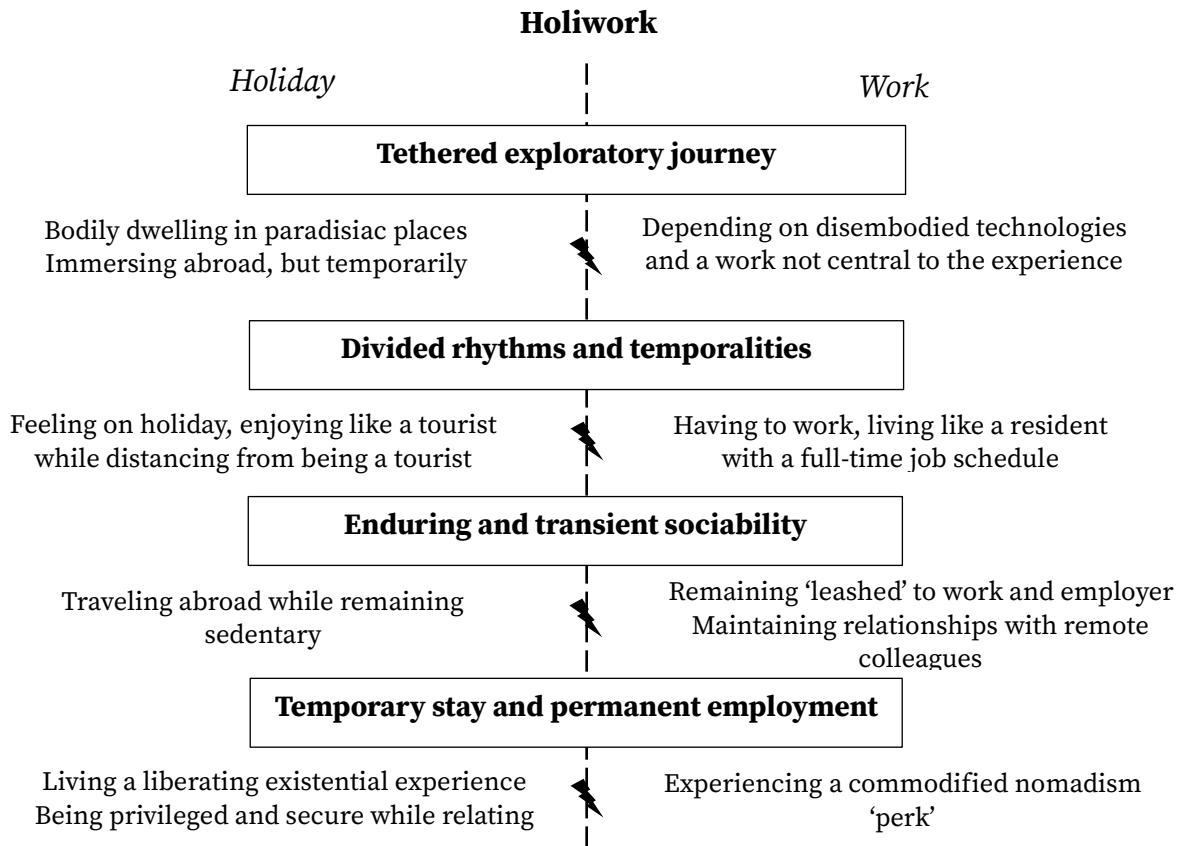 Holiwork
Holiday
Work
Tethered exploratory journey
Bodily dwelling in paradisiac places
Immersing abroad, but temporarily
Depending on disembodied technologies
and a work not central to the experience
Divided rhythms and temporalities
Feeling on holiday, enjoying like a tourist
while distancing from being a tourist
Having to work, living like a resident
with a full-time job schedule
Enduring and transient sociability
Traveling abroad while remaining
sedentary
Remaining ‘leashed’ to work and employer
Maintaining relationships with remote
colleagues
Temporary stay and permanent employment
Living a liberating existential experience
Being privileged and secure while relating
Experiencing a commodified nomadism
‘perk’